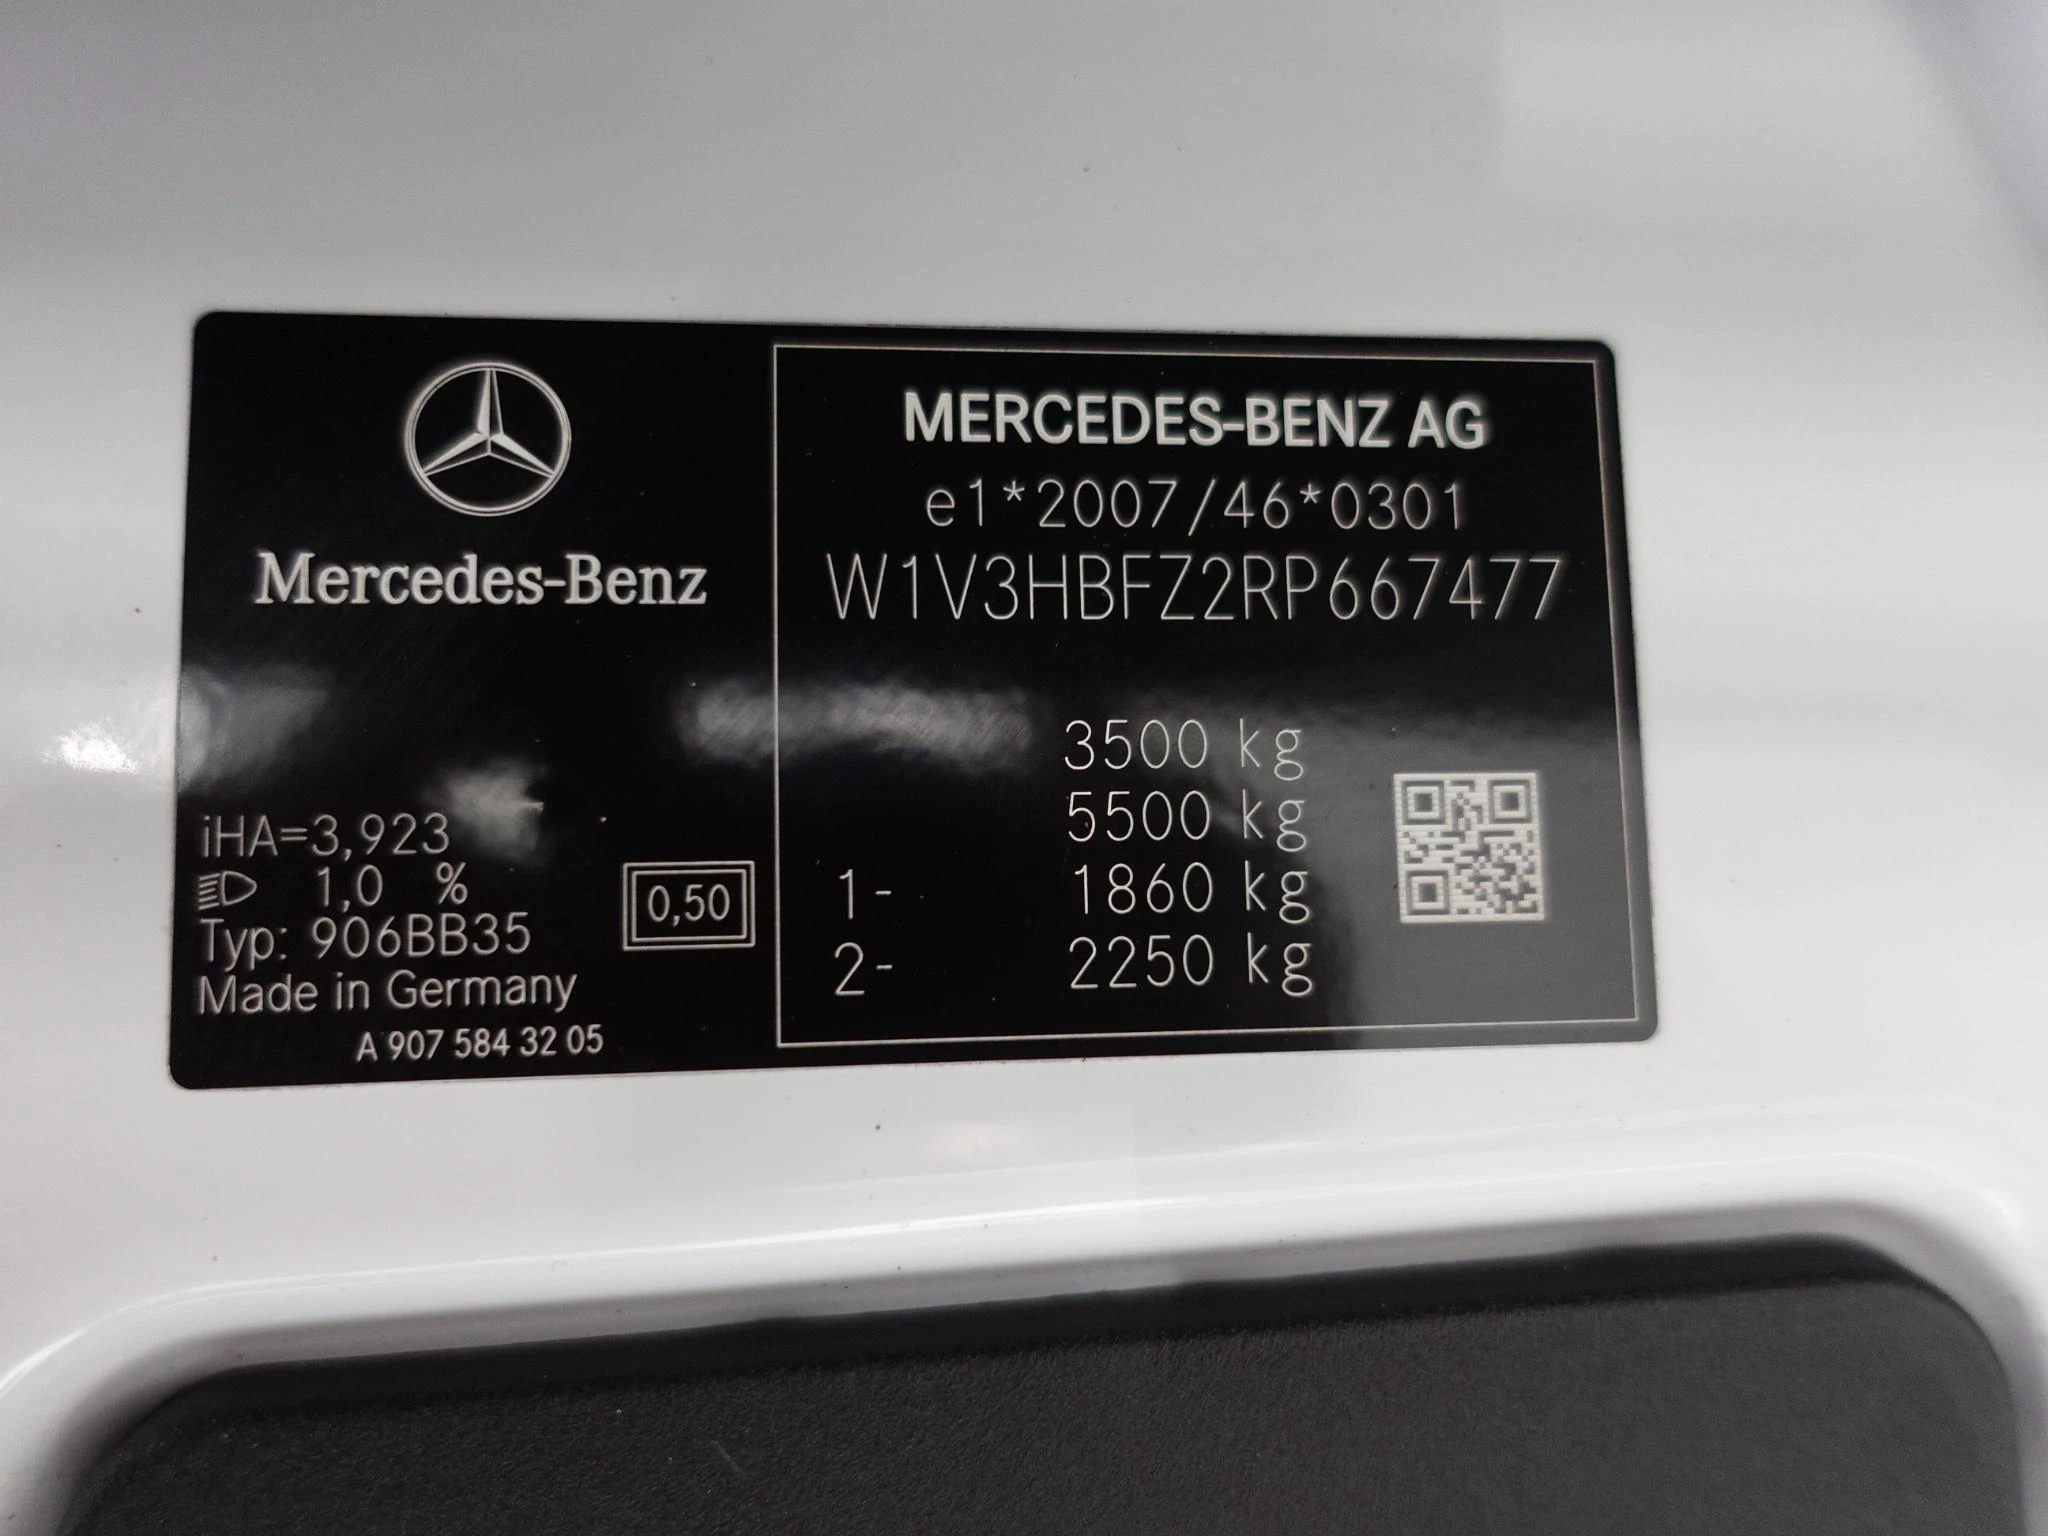 Mercedes-Benz
iHA=3,923
1,0 %
Typ: 906BB35
Made in Germany
A 907 584 32 05
0,50
MERCEDES-BENZ AG
e1*2007/46*0301
W1V3HBFZ2RP667477
3500 kg
5500 kg
1- 1860 kg
2- 2250 kg